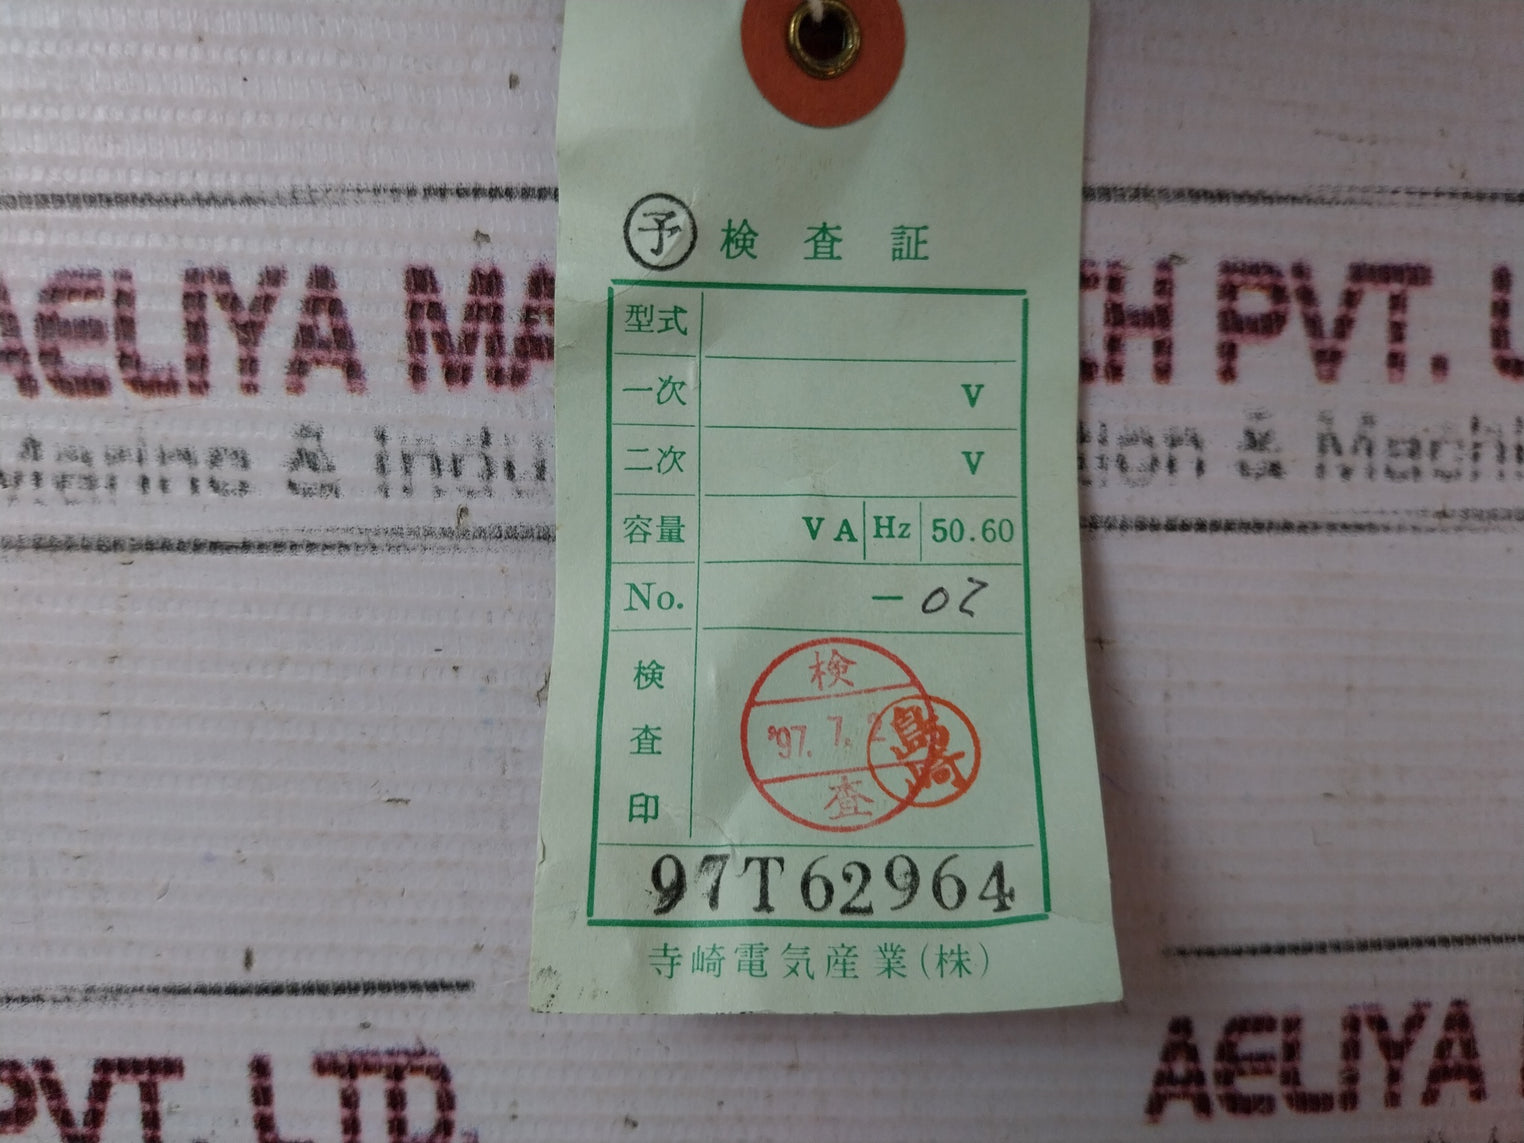 予 検査証
型式
一次 V
二次 V
容量 VA Hz 50.60
No. -02
検査印
検
'97. 7. 2
査
島崎
97T62964
寺崎電気産業(株)
AELIYA
PVT.
&
& 
PVT. LTD.
AELIYA